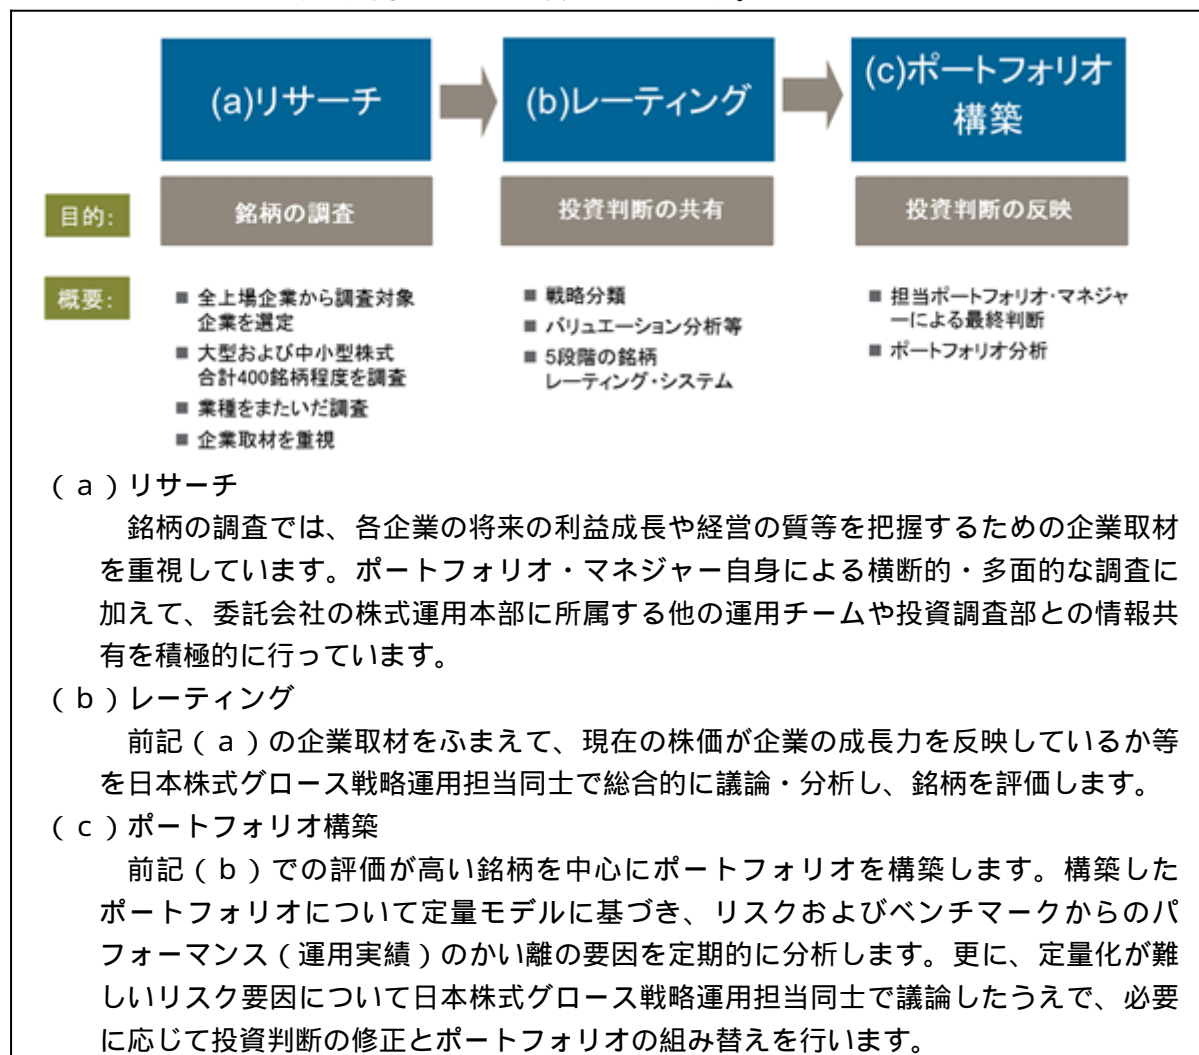 (a)リサーチ
(b)レーティング
(c)ポートフォリオ
構築
目的:
銘柄の調査
投資判断の共有
投資判断の反映
概要:
■ 全上場企業から調査対象
企業を選定
■ 大型および中小型株式
合計400銘柄程度を調査
■ 業種をまたいだ調査
■ 企業取材を重視
■ 戦略分類
■ バリュエーション分析等
■ 5段階の銘柄
レーティング・システム
■ 担当ポートフォリオ・マネジャ
ーによる最終判断
■ ポートフォリオ分析
(a)リサーチ
銘柄の調査では、各企業の将来の利益成長や経営の質等を把握するための企業取材
を重視しています。ポートフォリオ・マネジャー自身による横断的・多面的な調査に
加えて、委託会社の株式運用本部に所属する他の運用チームや投資調査部との情報共
有を積極的に行っています。
(b)レーティング
前記(a)の企業取材をふまえて、現在の株価が企業の成長力を反映しているか等
を日本株式グロース戦略運用担当同士で総合的に議論・分析し、銘柄を評価します。
(c)ポートフォリオ構築
前記(b)での評価が高い銘柄を中心にポートフォリオを構築します。構築した
ポートフォリオについて定量モデルに基づき、リスクおよびベンチマークからのパ
フォーマンス(運用実績)のかい離の要因を定期的に分析します。更に、定量化が難
しいリスク要因について日本株式グロース戦略運用担当同士で議論したうえで、必要
に応じて投資判断の修正とポートフォリオの組み替えを行います。